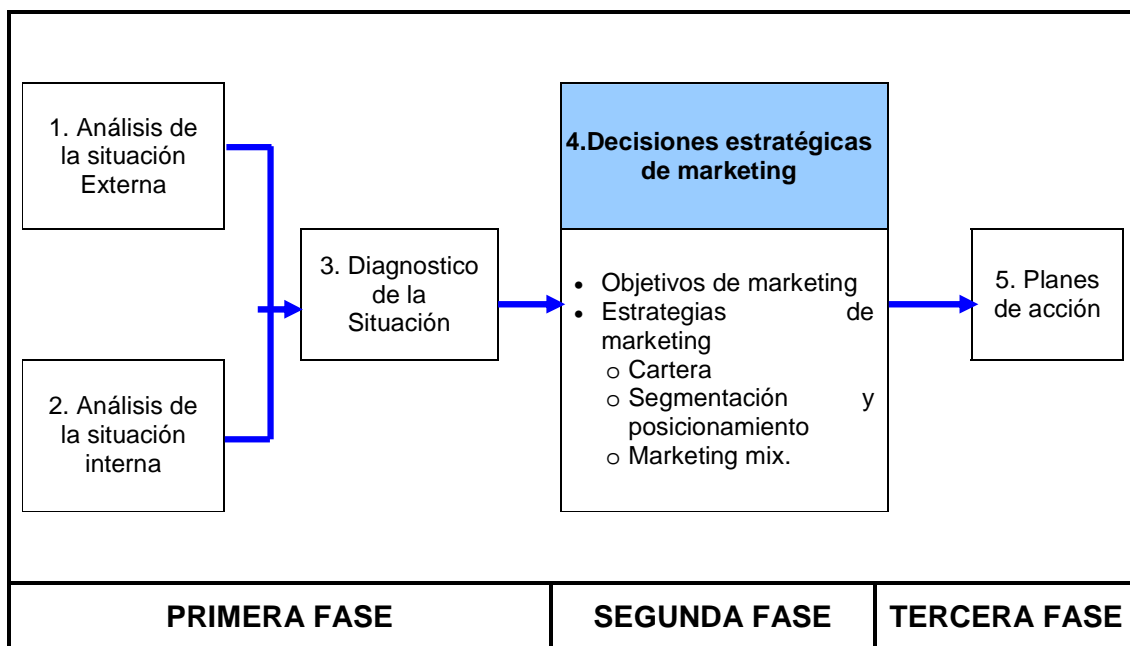 1. Análisis de
la situación
Externa
2. Análisis de
la situación
interna
3. Diagnostico
de la
Situación
4.Decisiones estratégicas
de marketing
• Objetivos de marketing
• Estrategias de
marketing
o Cartera
o Segmentación y
posicionamiento
o Marketing mix.
5. Planes
de acción
PRIMERA FASE
SEGUNDA FASE
TERCERA FASE